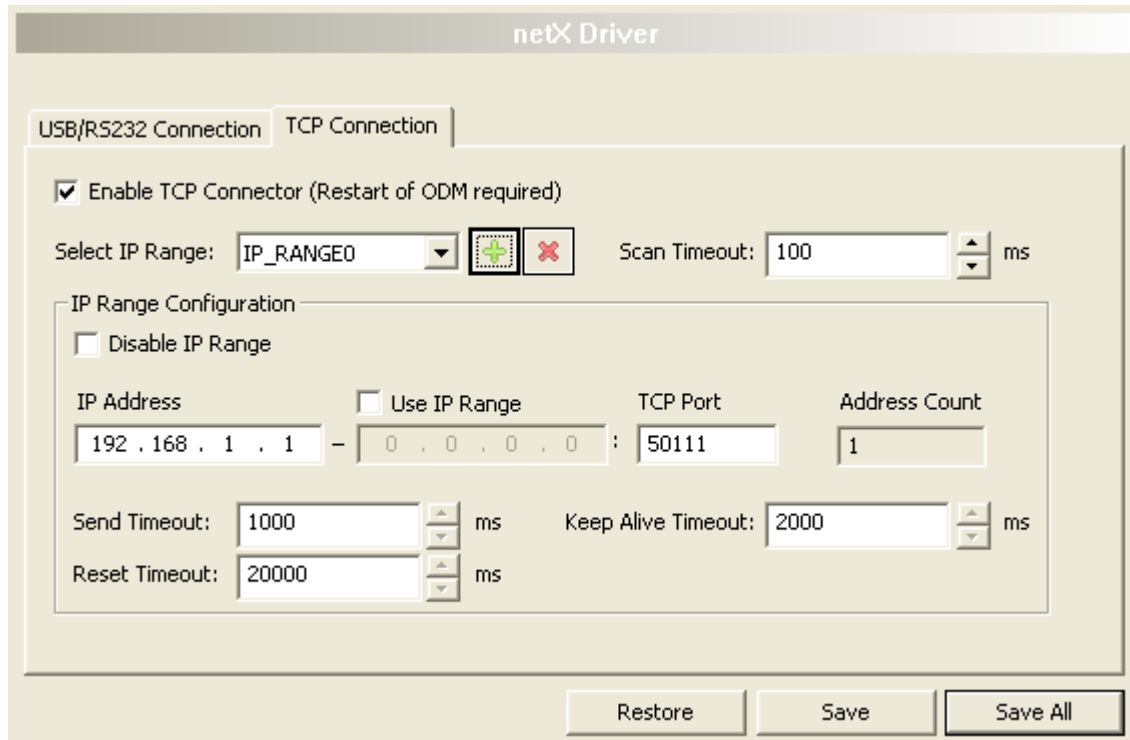 netX Driver
USB/RS232 Connection TCP Connection
Enable TCP Connector (Restart of ODM required)
Select IP Range: IP_RANGE0 Scan Timeout: 100 ms
IP Range Configuration
Disable IP Range
IP Address Use IP Range TCP Port Address Count
192 . 168 . 1 . 1 - 0 . 0 . 0 . 0 : 50111 1
Send Timeout: 1000 ms Keep Alive Timeout: 2000 ms
Reset Timeout: 20000 ms
Restore Save Save All